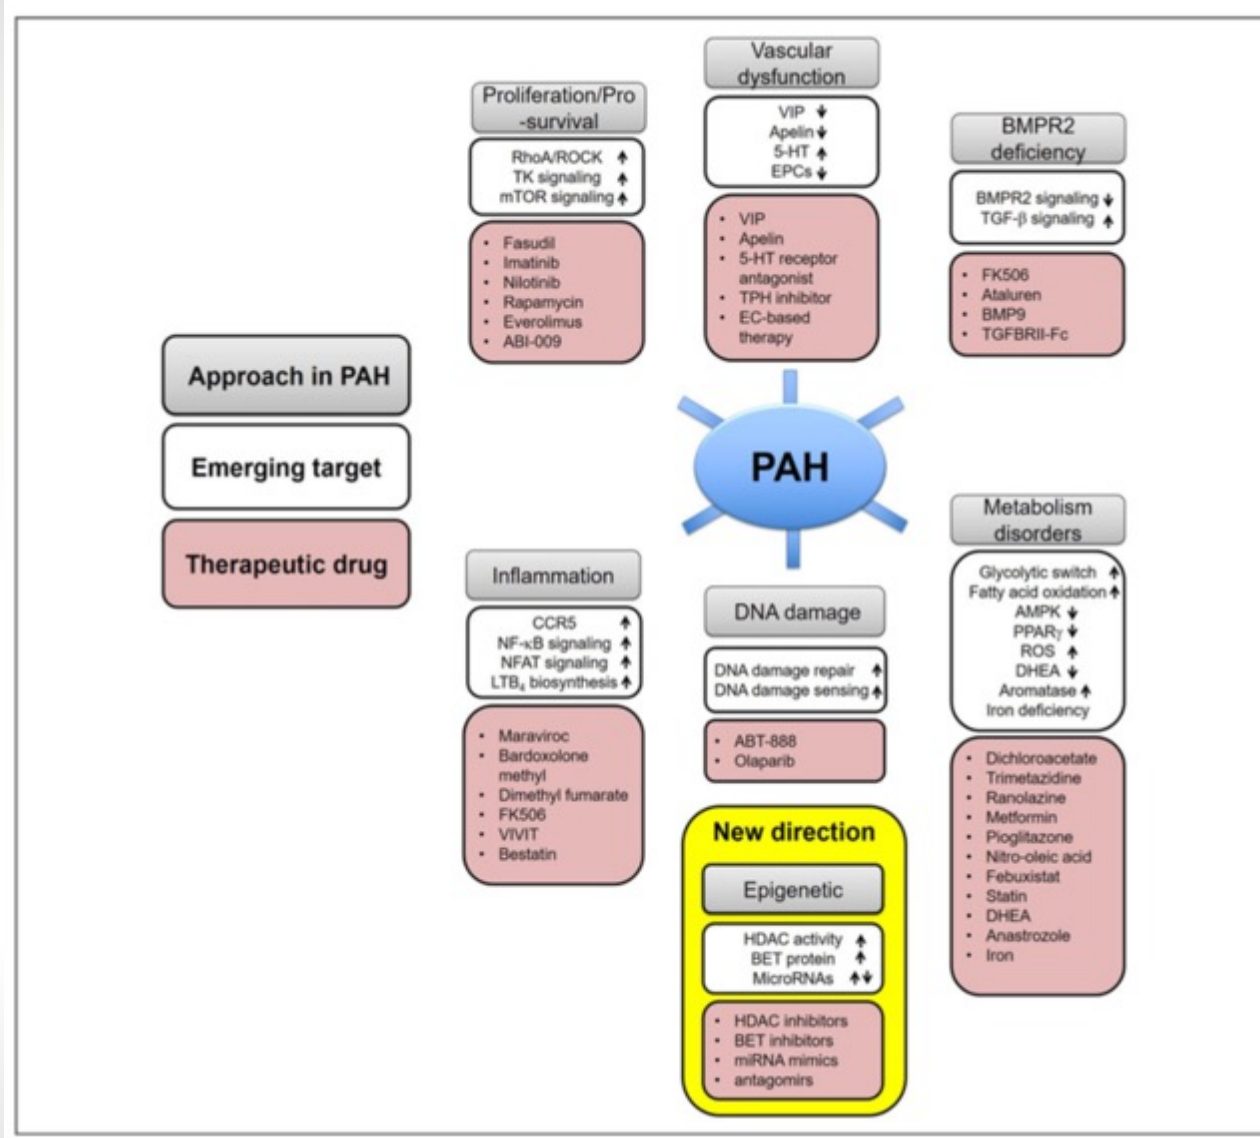 Approach in PAH
Emerging target
Therapeutic drug
Proliferation/Pro
-survival
RhoA/ROCK ↑
TK signaling ↑
mTOR signaling ↑
• Fasudil
• Imatinib
• Nilotinib
• Rapamycin
• Everolimus
• ABI-009
Vascular
dysfunction
VIP ↓
Apelin ↓
5-HT ↑
EPCs ↓
• VIP
• Apelin
• 5-HT receptor
antagonist
• TPH inhibitor
• EC-based
therapy
BMPR2
deficiency
BMPR2 signaling ↓
TGF-β signaling ↑
• FK506
• Ataluren
• BMP9
• TGFBRII-Fc
PAH
Inflammation
CCR5 ↑
NF-κB signaling ↑
NFAT signaling ↑
LTB₄ biosynthesis ↑
• Maraviroc
• Bardoxolone
methyl
• Dimethyl fumarate
• FK506
• VIVIT
• Bestatin
DNA damage
DNA damage repair ↑
DNA damage sensing ↑
• ABT-888
• Olaparib
Metabolism
disorders
Glycolytic switch ↑
Fatty acid oxidation ↑
AMPK ↓
PPARγ ↓
ROS ↑
DHEA ↓
Aromatase ↑
Iron deficiency
• Dichloroacetate
• Trimetazidine
• Ranolazine
• Metformin
• Pioglitazone
• Nitro-oleic acid
• Febuxistat
• Statin
• DHEA
• Anastrozole
• Iron
New direction
Epigenetic
HDAC activity ↑
BET protein ↑
MicroRNAs ↑↓
• HDAC inhibitors
• BET inhibitors
• miRNA mimics
• antagomirs